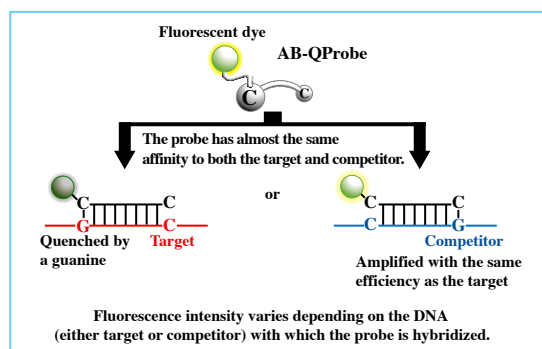 Fluorescent dye
AB-QProbe
C
C
The probe has almost the same
affinity to both the target and competitor.
or
C C
G C
Quenched by
a guanine
Target
C C
C G
Competitor
Amplified with the same
efficiency as the target
Fluorescence intensity varies depending on the DNA
(either target or competitor) with which the probe is hybridized.